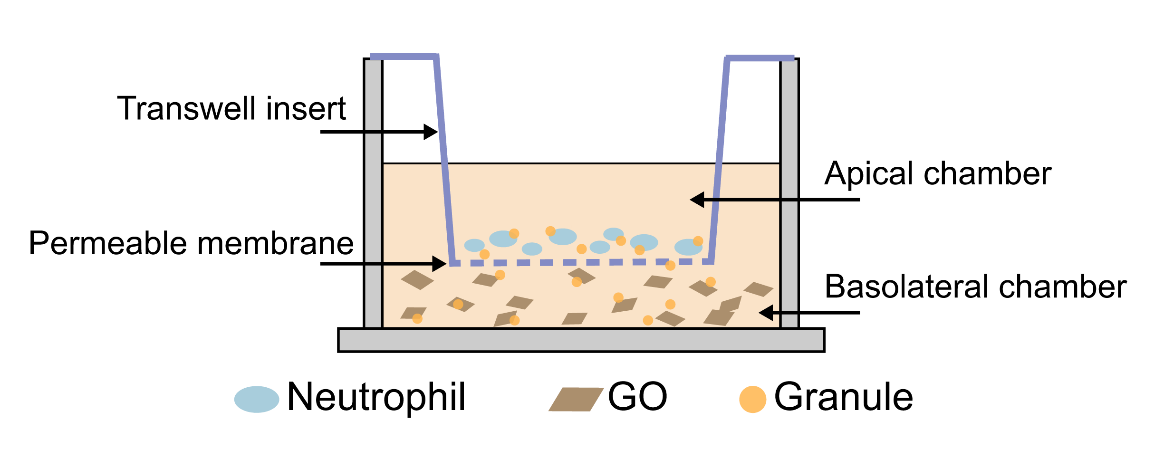 Transwell insert
Apical chamber
Permeable membrane
Basolateral chamber
Neutrophil
GO
Granule